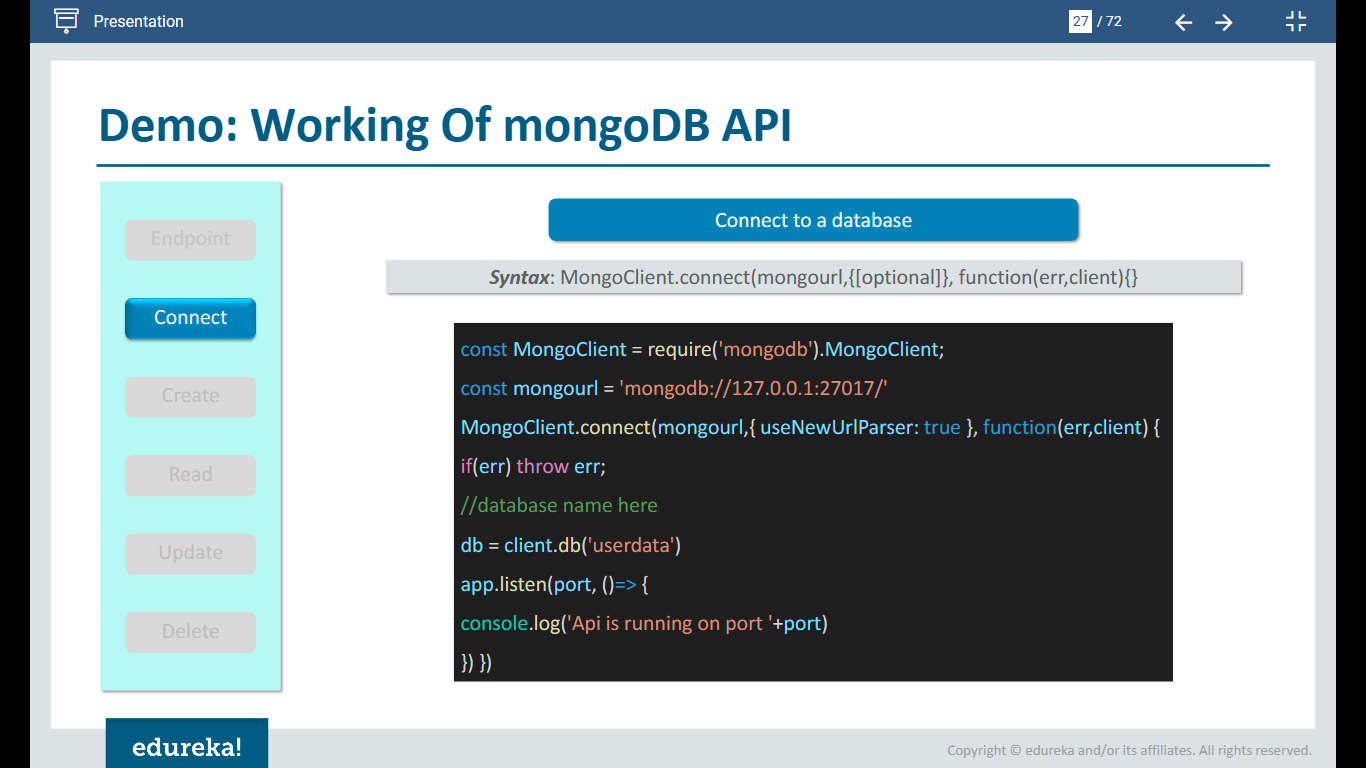 Presentation
27 / 72
Demo: Working Of mongoDB API
Endpoint
Connect
Create
Read
Update
Delete
Connect to a database
Syntax: MongoClient.connect(mongourl,{[optional]}, function(err,client){}
const MongoClient = require('mongodb').MongoClient;
const mongourl = 'mongodb://127.0.0.1:27017/'
MongoClient.connect(mongourl,{ useNewUrlParser: true }, function(err,client) {
if(err) throw err;
//database name here
db = client.db('userdata')
app.listen(port, ()=> {
console.log('Api is running on port '+port)
}) })
edureka!
Copyright © edureka and/or its affiliates. All rights reserved.